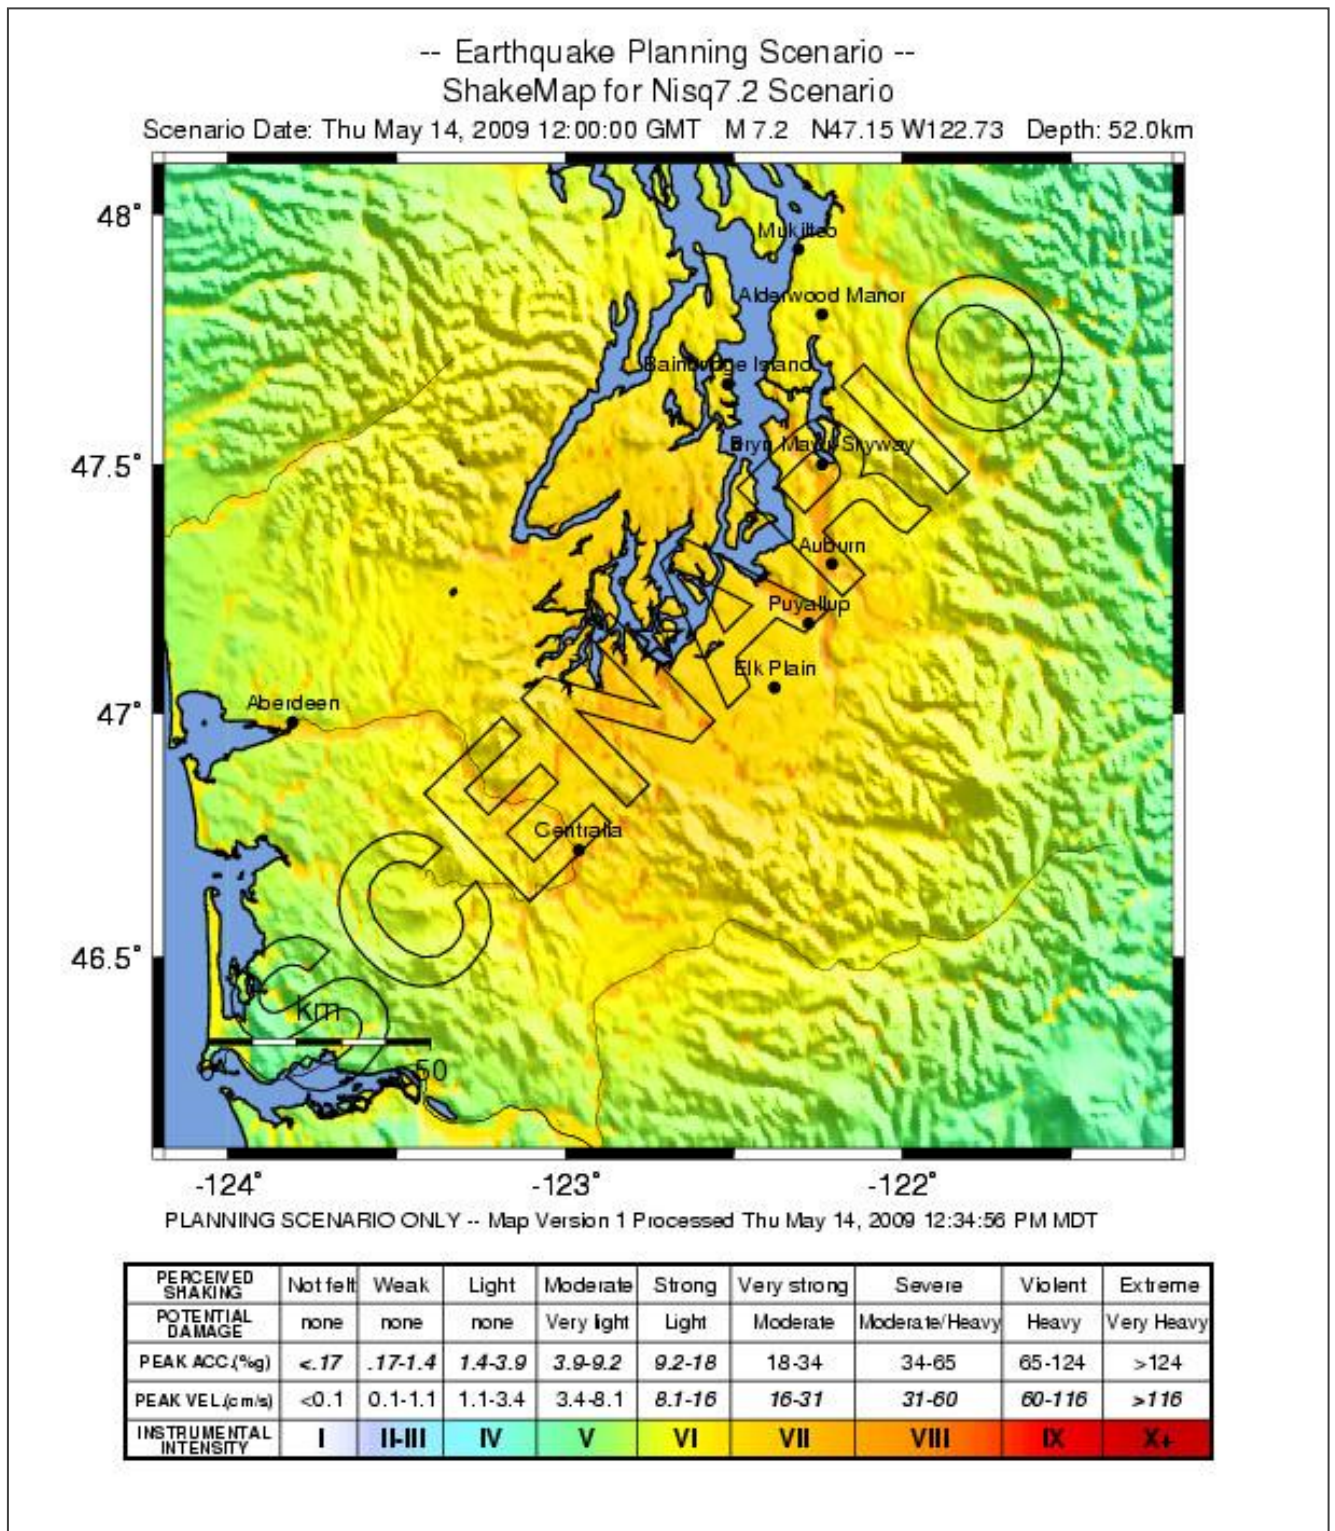 -- Earthquake Planning Scenario --
ShakeMap for Nisq7.2 Scenario
Scenario Date: Thu May 14, 2009 12:00:00 GMT M 7.2 N47.15 W122.73 Depth: 52.0km
48°
Mukilteo
Alderwood Manor
Bainbridge Island
47.5°
Bryn Mawr-Skyway
Auburn
Puyallup
Elk Plain
47°
Aberdeen
Centralia
46.5°
SCENARIO
km
50
-124° -123° -122°
PLANNING SCENARIO ONLY -- Map Version 1 Processed Thu May 14, 2009 12:34:56 PM MDT
PERCEIVED SHAKING Not felt Weak Light Moderate Strong Very strong Severe Violent Extreme
POTENTIAL DAMAGE none none none Very light Light Moderate Moderate/Heavy Heavy Very Heavy
PEAK ACC.(%g) <.17 .17-1.4 1.4-3.9 3.9-9.2 9.2-18 18-34 34-65 65-124 >124
PEAK VEL.(cm/s) <0.1 0.1-1.1 1.1-3.4 3.4-8.1 8.1-16 16-31 31-60 60-116 >116
INSTRUMENTAL INTENSITY I II-III IV V VI VII VIII IX X+